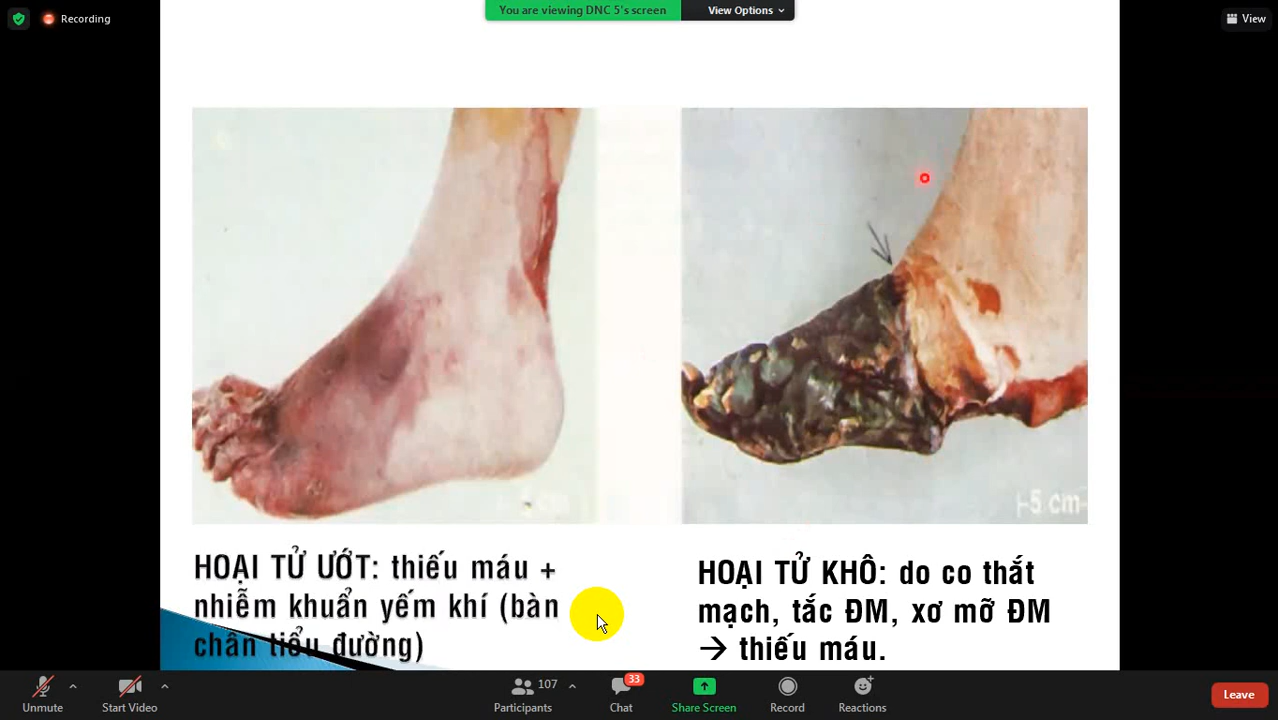 Recording
You are viewing DNC 5's screen
View Options
View
5 cm
HOẠI TỬ ƯỚT: thiếu máu +
nhiễm khuẩn yếm khí (bàn
chân tiểu đường)
HOẠI TỬ KHÔ: do co thắt
mạch, tắc ĐM, xơ mỡ ĐM
→ thiếu máu.
Unmute
Start Video
107
Participants
33
Chat
Share Screen
Record
Reactions
Leave